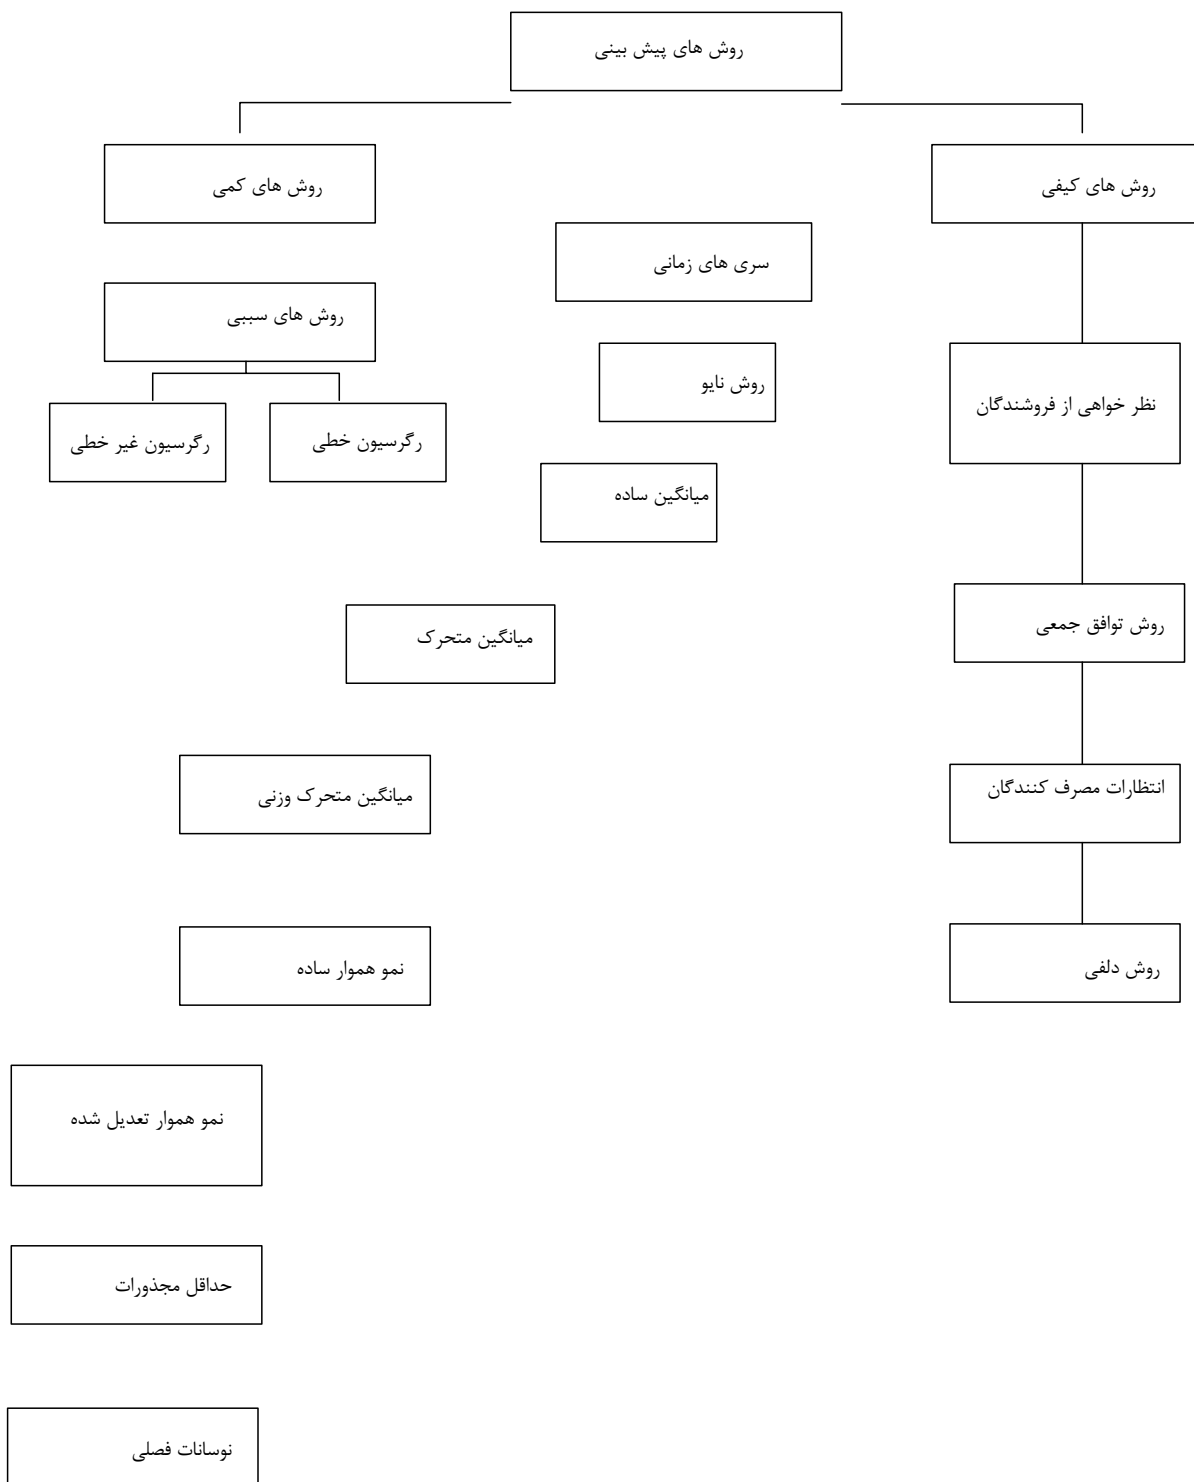 روش های پیش بینی
روش های کیفی
روش های کمی
سری های زمانی
روش های سببی
روش نایو
نظر خواهی از فروشندگان
رگرسیون خطی
رگرسیون غیر خطی
میانگین ساده
روش توافق جمعی
میانگین متحرک
انتظارات مصرف کنندگان
میانگین متحرک وزنی
روش دلفی
نمو هموار ساده
نمو هموار تعدیل شده
حداقل مجذورات
نوسانات فصلی